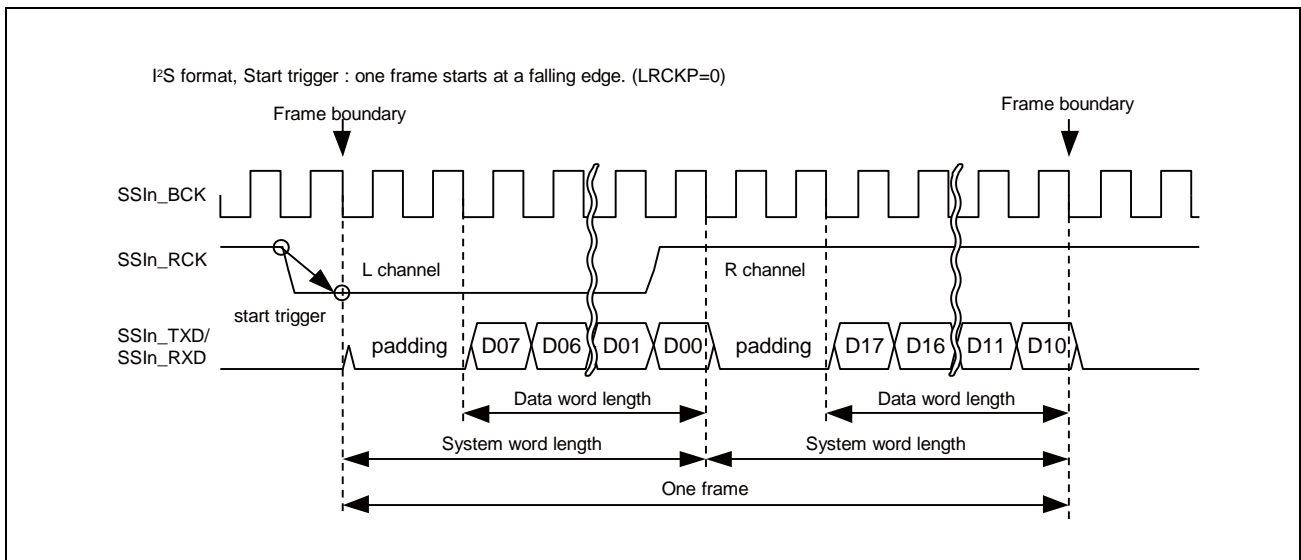 I²S format, Start trigger : one frame starts at a falling edge. (LRCKP=0)
Frame boundary
Frame boundary
SSIn_BCK
SSIn_RCK
L channel
R channel
start trigger
SSIn_TXD/
SSIn_RXD
padding
D07
D06
D01
D00
padding
D17
D16
D11
D10
Data word length
Data word length
System word length
System word length
One frame